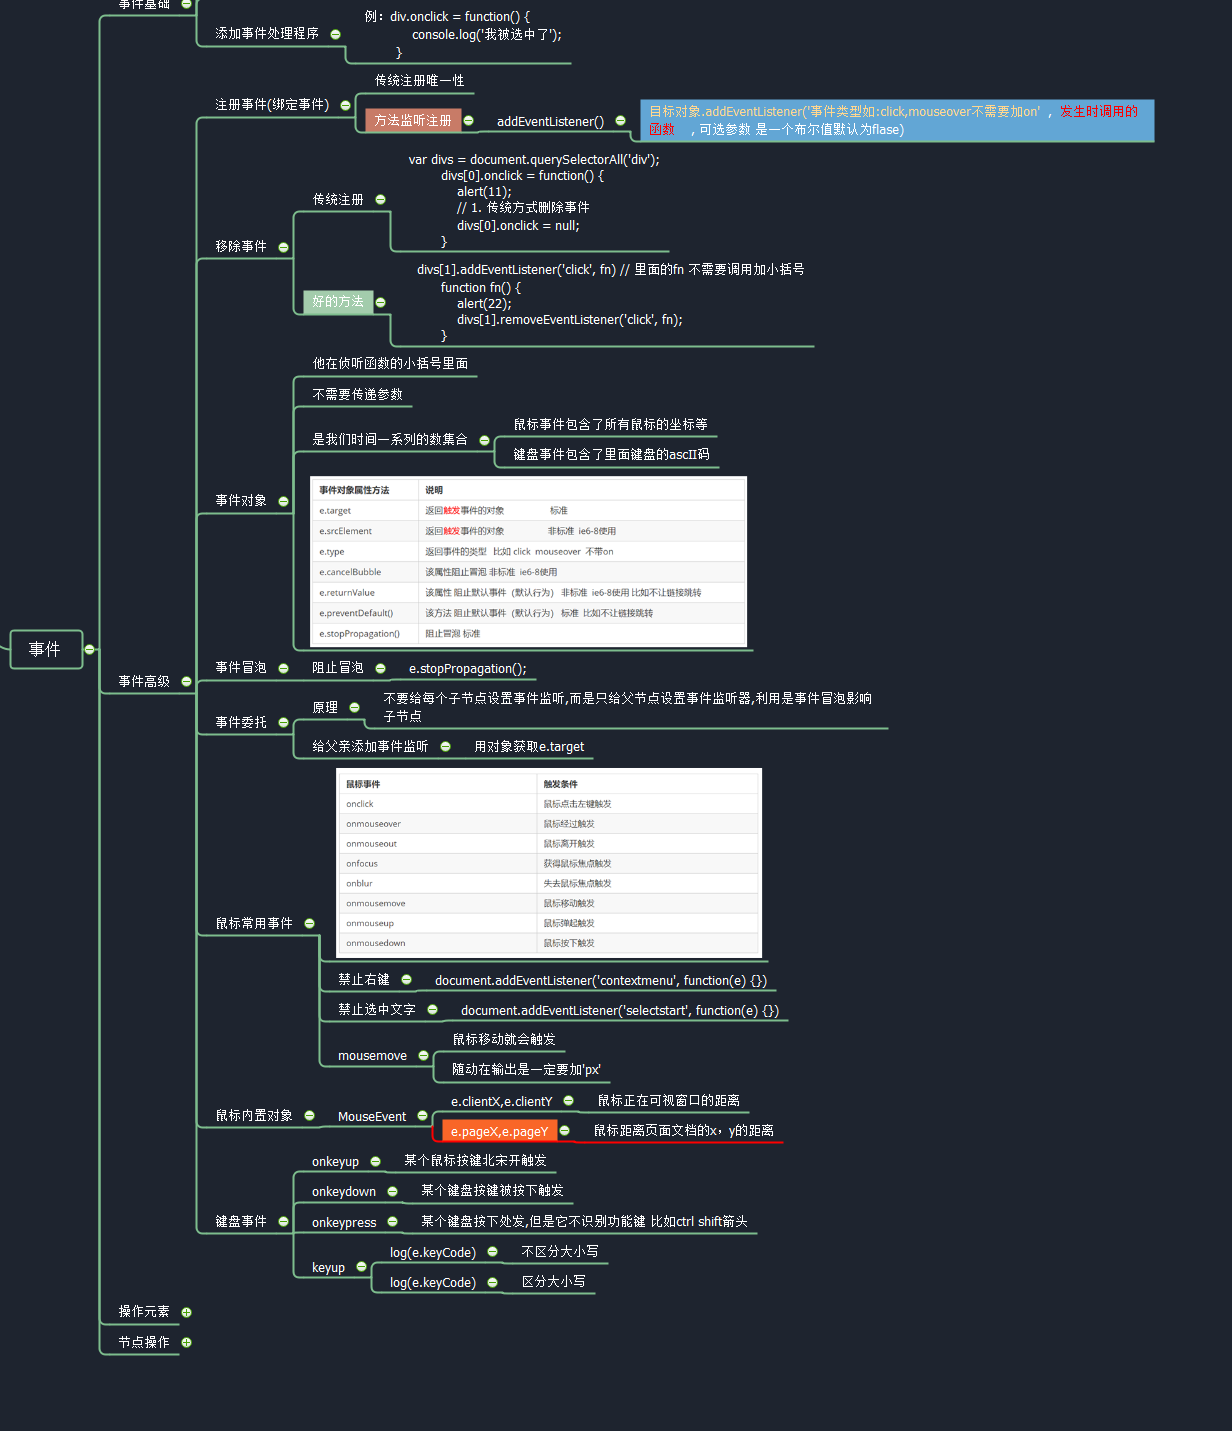 事件基础
添加事件处理程序
例：div.onclick = function() {
console.log('我被选中了');
}
注册事件(绑定事件)
传统注册唯一性
方法监听注册
addEventListener()
目标对象.addEventListener('事件类型如:click,mouseover不需要加on' ，发生时调用的
函数 ，可选参数 是一个布尔值默认为flase)
移除事件
传统注册
var divs = document.querySelectorAll('div');
divs[0].onclick = function() {
alert(11);
// 1. 传统方式删除事件
divs[0].onclick = null;
}
好的方法
divs[1].addEventListener('click', fn) // 里面的fn 不需要调用加小括号
function fn() {
alert(22);
divs[1].removeEventListener('click', fn);
}
事件对象
他在侦听函数的小括号里面
不需要传递参数
是我们时间一系列的数集合
鼠标事件包含了所有鼠标的坐标等
键盘事件包含了里面键盘的ascII码
事件对象属性方法 说明
e.target 返回触发事件的对象 标准
e.srcElement 返回触发事件的对象 非标准 ie6-8使用
e.type 返回事件的类型 比如 click mouseover 不带on
e.cancelBubble 该属性阻止冒泡 非标准 ie6-8使用
e.returnValue 该属性 阻止默认事件（默认行为） 非标准 ie6-8使用 比如不让链接跳转
e.preventDefault() 该方法 阻止默认事件（默认行为） 标准 比如不让链接跳转
e.stopPropagation() 阻止冒泡 标准
事件
事件高级
事件冒泡
阻止冒泡
e.stopPropagation();
事件委托
原理
不要给每个子节点设置事件监听,而是只给父节点设置事件监听器,利用是事件冒泡影响
子节点
给父亲添加事件监听
用对象获取e.target
鼠标常用事件
鼠标事件 触发条件
onclick 鼠标点击左键触发
onmouseover 鼠标经过触发
onmouseout 鼠标离开触发
onfocus 获得鼠标焦点触发
onblur 失去鼠标焦点触发
onmousemove 鼠标移动触发
onmouseup 鼠标弹起触发
onmousedown 鼠标按下触发
禁止右键
document.addEventListener('contextmenu', function(e) {})
禁止选中文字
document.addEventListener('selectstart', function(e) {})
mousemove
鼠标移动就会触发
随动在输出是一定要加'px'
鼠标内置对象
MouseEvent
e.clientX,e.clientY
鼠标正在可视窗口的距离
e.pageX,e.pageY
鼠标距离页面文档的x，y的距离
键盘事件
onkeyup
某个鼠标按键北宋开触发
onkeydown
某个键盘按键被按下触发
onkeypress
某个键盘按下处发,但是它不识别功能键 比如ctrl shift箭头
keyup
log(e.keyCode)
不区分大小写
log(e.keyCode)
区分大小写
操作元素
节点操作